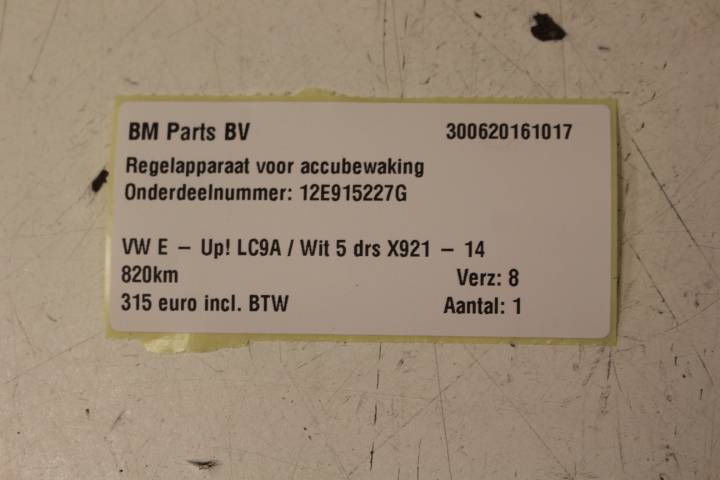 BM Parts BV 300620161017
Regelapparaat voor accubewaking
Onderdeelnummer: 12E915227G
VW E – Up! LC9A / Wit 5 drs X921 – 14
820km Verz: 8
315 euro incl. BTW Aantal: 1